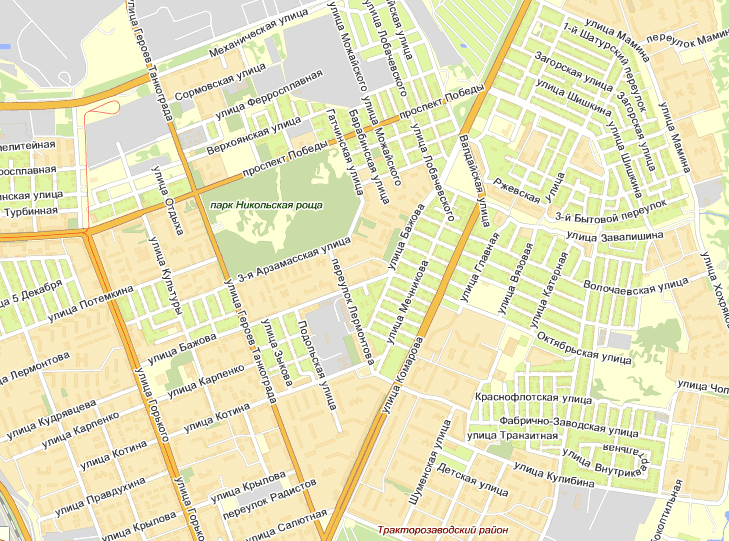 улица Героев Танкограда
Механическая улица
улица Можайского
улица Лобачевского
улица Мамина
переулок Мамин
1-й Шатурский переулок
Сормовская улица
улица Ферросплавная
Загорская улица
Загорская улица
улица Шишкина
улица Мамина
проспект Победы
Верхоянская улица
Гатчинская улица
Барабинская улица
улица Можайского
улица Лобачевского
Валдайская улица
улица Шишкина
проспект Победы
улица Отдыха
Ржевская
улица
улица
Турбинная
парк Никольская роща
3-й Бытовой переулок
улица Завалишина
улица Бажова
3-я Арзамасская улица
улица Культуры
улица Главная
улица Вязовая
улица Катерная
улица Мечникова
переулок Лермонтова
Волочаевская улица
улица Потемкина
улица Героев Танкограда
улица Зыкова
Подольская улица
улица Бажова
Октябрьская улица
улица Комарова
Лермонтова
улица Горького
улица Карпенко
Краснофлотская улица
улица Кудрявцева
улица Котина
Фабрично-Заводская улица
улица Карпенко
улица Транзитная
Шуменская улица
улица Котина
улица Кулибина
Детская улица
улица Правдухина
улица Крылова
переулок Радистов
улица Крылова
улица Салютная
Тракторозаводский район